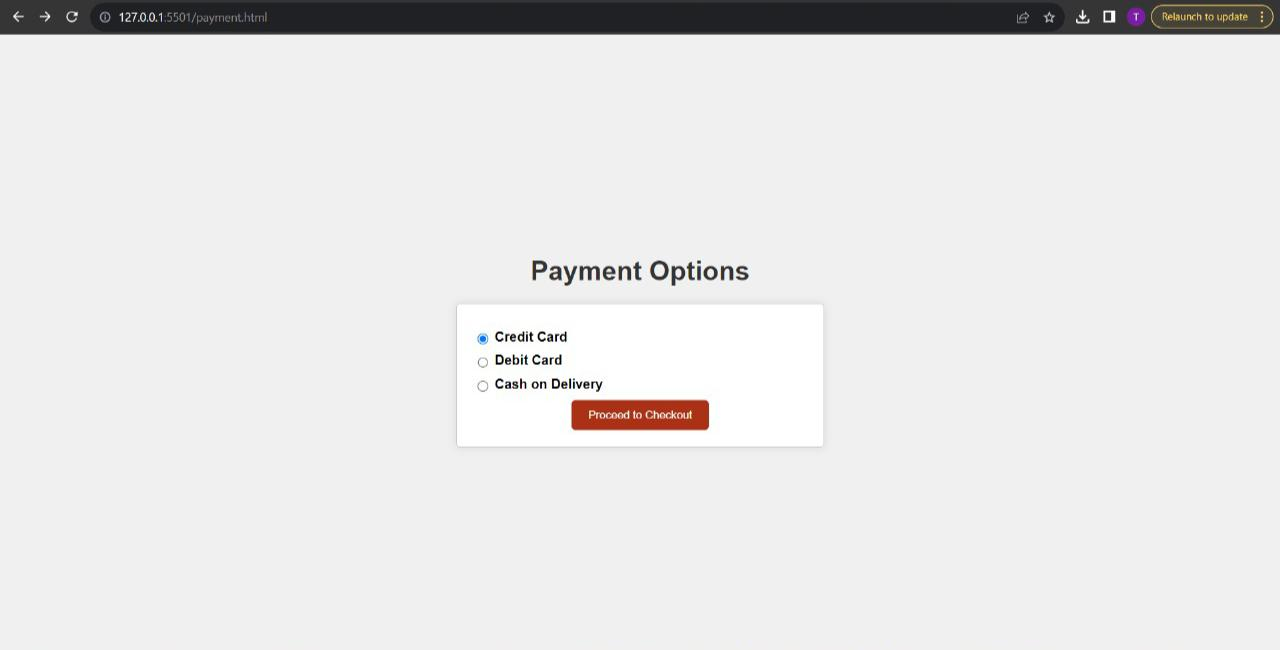 127.0.0.1:5501/payment.html
T
Relaunch to update
Payment Options
Credit Card
Debit Card
Cash on Delivery
Proceed to Checkout